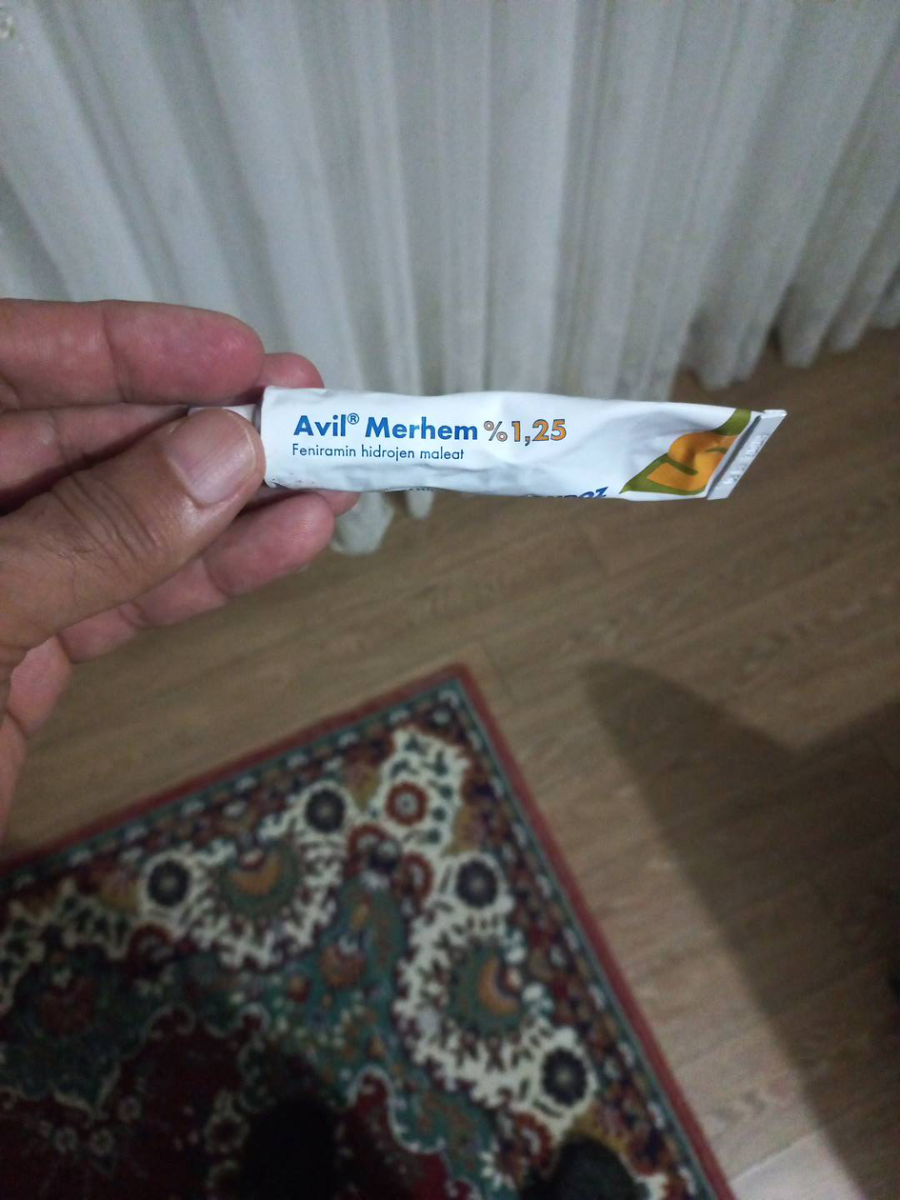 Avil® Merhem %1,25
Feniramin hidrojen maleat